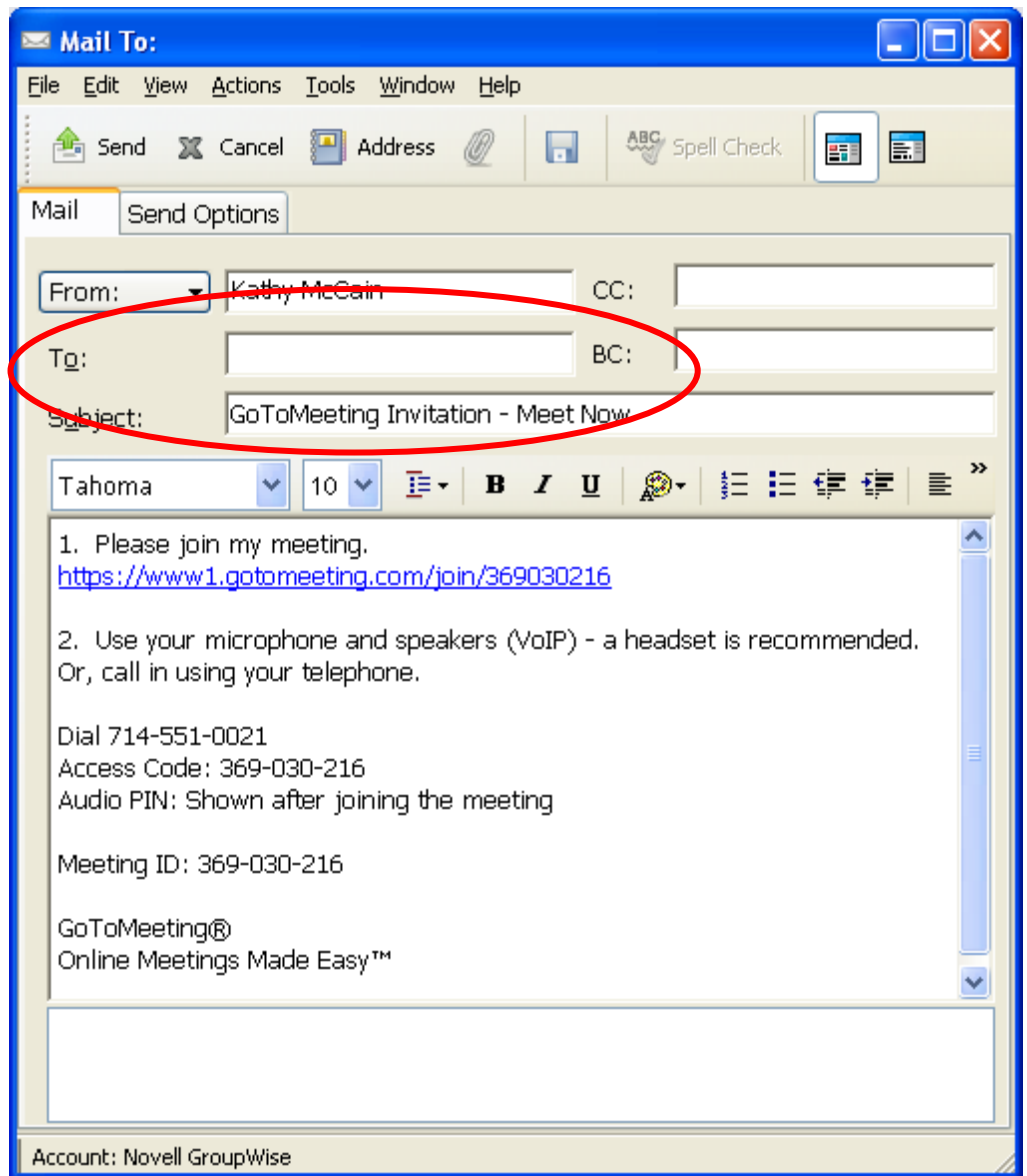 Mail To:
File Edit View Actions Tools Window Help
Send Cancel Address ABC Spell Check
Mail Send Options
From: Kathy McCain CC:
To: BC:
Subject: GoToMeeting Invitation - Meet Now
Tahoma 10 B I U A »
1. Please join my meeting.
https://www1.gotomeeting.com/join/369030216
2. Use your microphone and speakers (VoIP) - a headset is recommended.
Or, call in using your telephone.
Dial 714-551-0021
Access Code: 369-030-216
Audio PIN: Shown after joining the meeting
Meeting ID: 369-030-216
GoToMeeting®
Online Meetings Made Easy™
Account: Novell GroupWise